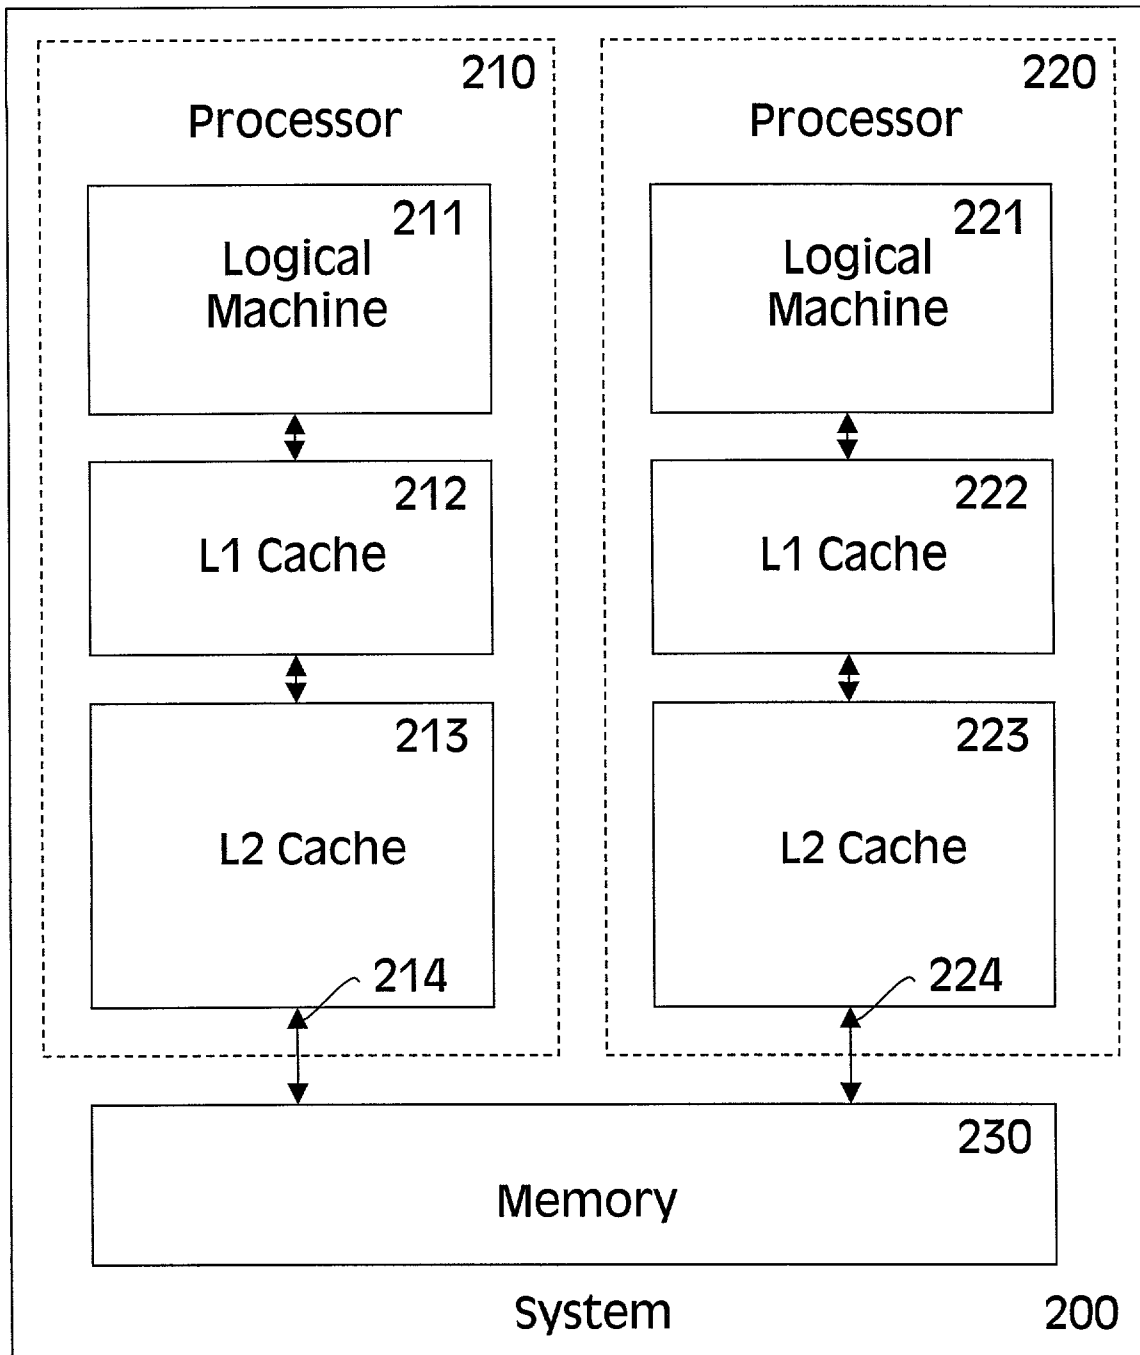 210
Processor
211
Logical
Machine
212
L1 Cache
213
L2 Cache
214
220
Processor
221
Logical
Machine
222
L1 Cache
223
L2 Cache
224
230
Memory
System
200